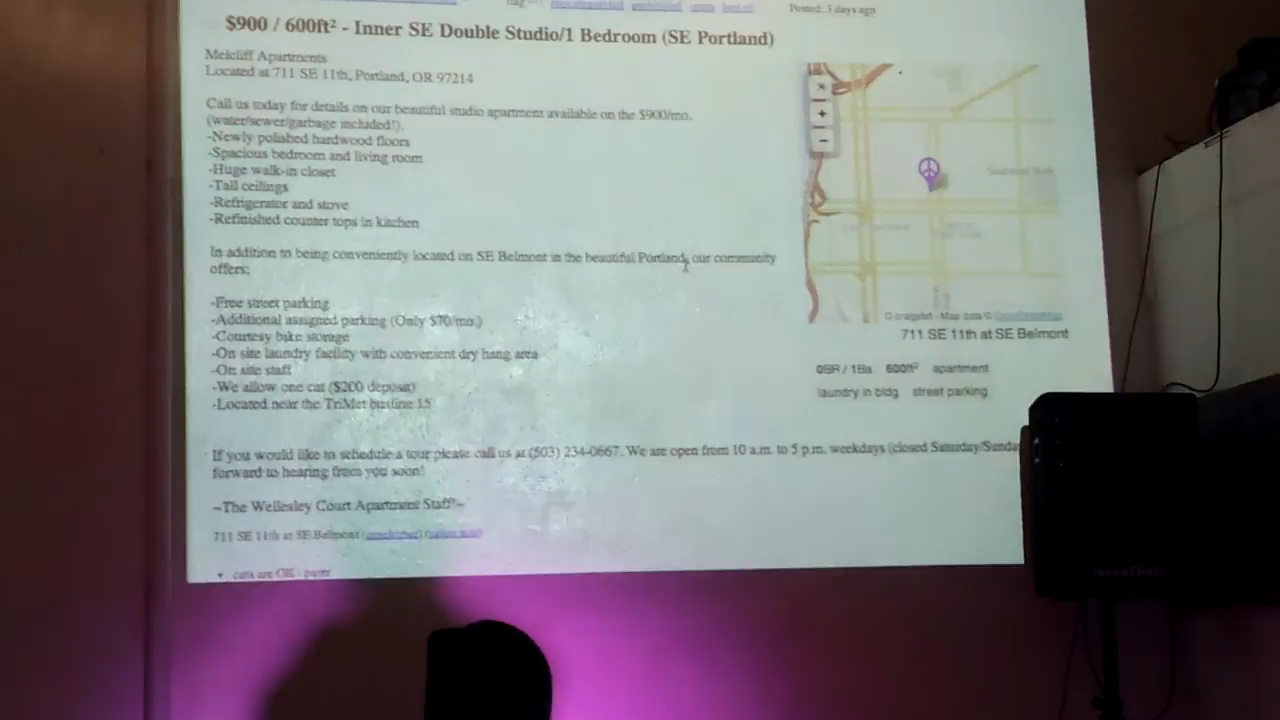 Posted: 3 days ago
$900 / 600ft² - Inner SE Double Studio/1 Bedroom (SE Portland)
Melcliff Apartments
Located at 711 SE 11th, Portland, OR 97214
Call us today for details on our beautiful studio apartment available on the $900/mo.
(water/sewer/garbage included!).
-Newly polished hardwood floors
-Spacious bedroom and living room
-Huge walk-in closet
-Tall ceilings
-Refrigerator and stove
-Refinished counter tops in kitchen
In addition to being conveniently located on SE Belmont in the beautiful Portland, our community
offers:
-Free street parking
-Additional assigned parking (Only $70/mo.)
-Courtesy bike storage
-On site laundry facility with convenient dry hang area
-On site staff
-We allow one cat ($200 deposit)
-Located near the TriMet busline 15
If you would like to schedule a tour please call us at (503) 234-0667. We are open from 10 a.m. to 5 p.m. weekdays (closed Saturday/Sunda
forward to hearing from you soon!
~The Wellesley Court Apartment Staff!~
711 SE 11th at SE Belmont
cats are OK - purrr
© craigslist - Map data © OpenStreetMap
711 SE 11th at SE Belmont
0BR / 1Ba 600ft² apartment
laundry in bldg street parking